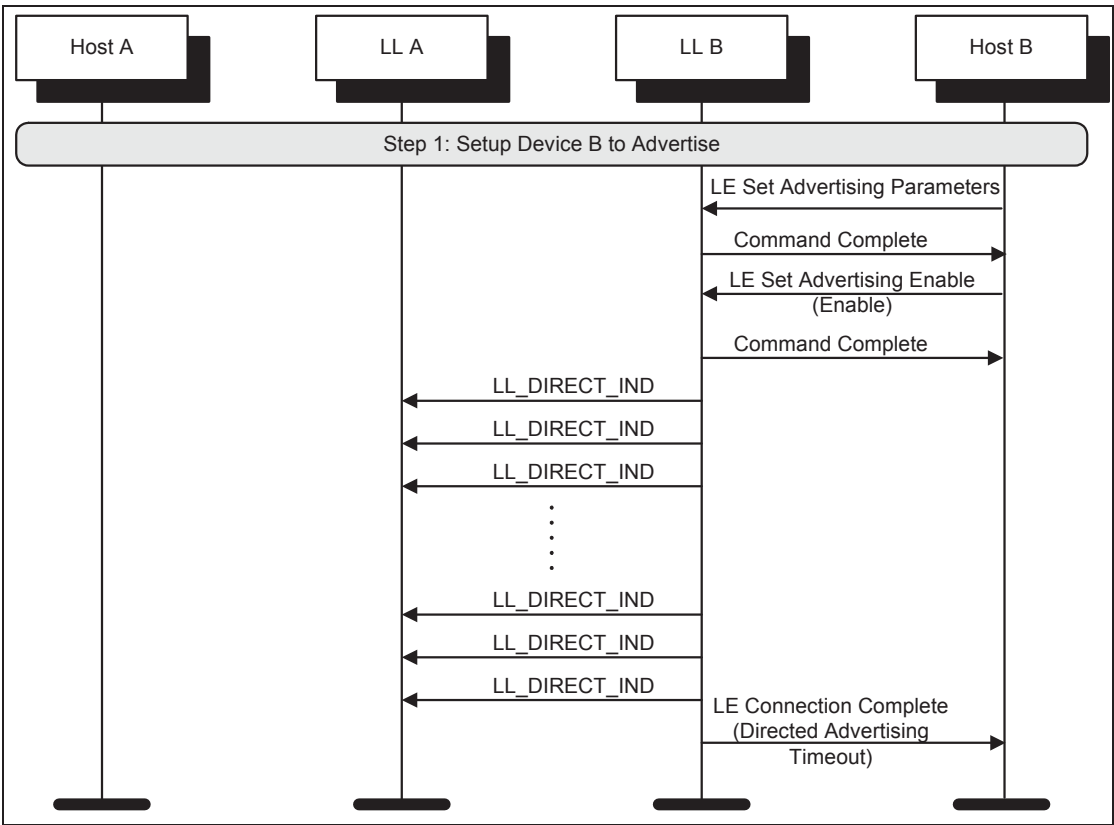 Host A
LL A
LL B
Host B
Step 1: Setup Device B to Advertise
LE Set Advertising Parameters
Command Complete
LE Set Advertising Enable
(Enable)
Command Complete
LL_DIRECT_IND
LL_DIRECT_IND
LL_DIRECT_IND
LL_DIRECT_IND
LL_DIRECT_IND
LL_DIRECT_IND
LE Connection Complete
(Directed Advertising
Timeout)